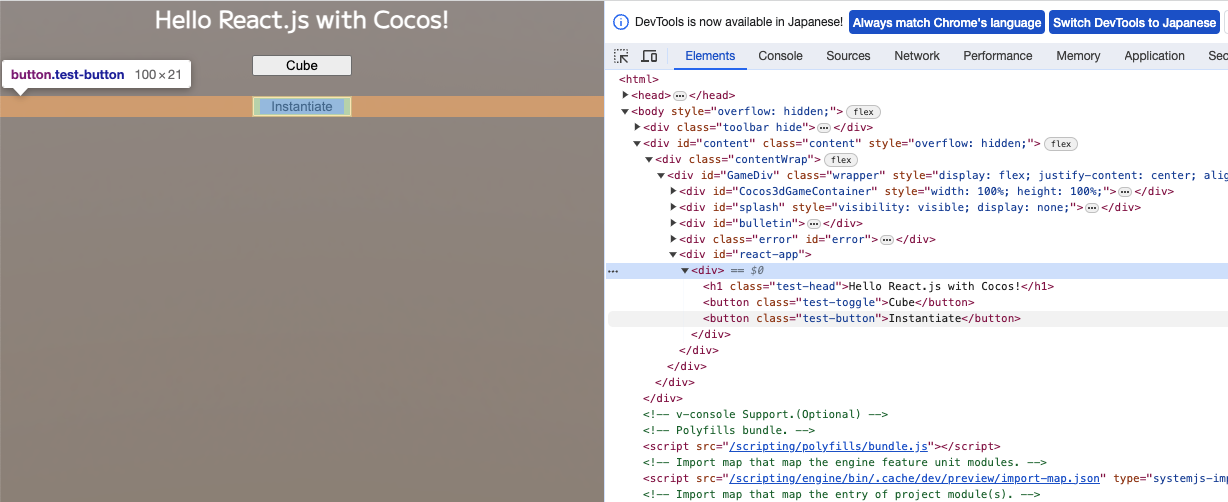 Hello React.js with Cocos!
Cube
button.test-button 100×21
Instantiate
DevTools is now available in Japanese! Always match Chrome's language Switch DevTools to Japanese
Elements Console Sources Network Performance Memory Application Sec
<html>
<head> ••• </head>
<body style="overflow: hidden;"> flex
<div class="toolbar hide"> ••• </div>
<div id="content" class="content" style="overflow: hidden;"> flex
<div class="contentWrap"> flex
<div id="GameDiv" class="wrapper" style="display: flex; justify-content: center; alig
<div id="Cocos3dGameContainer" style="width: 100%; height: 100%;"> ••• </div>
<div id="splash" style="visibility: visible; display: none;"> ••• </div>
<div id="bulletin"> ••• </div>
<div class="error" id="error"> ••• </div>
<div id="react-app">
••• <div> == $0
<h1 class="test-head">Hello React.js with Cocos!</h1>
<button class="test-toggle">Cube</button>
<button class="test-button">Instantiate</button>
</div>
</div>
</div>
</div>
</div>
<!-- v-console Support.(Optional) -->
<!-- Polyfills bundle. -->
<script src="/scripting/polyfills/bundle.js"></script>
<!-- Import map that map the engine feature unit modules. -->
<script src="/scripting/engine/bin/.cache/dev/preview/import-map.json" type="systemjs-im
<!-- Import map that map the entry of project module(s). -->